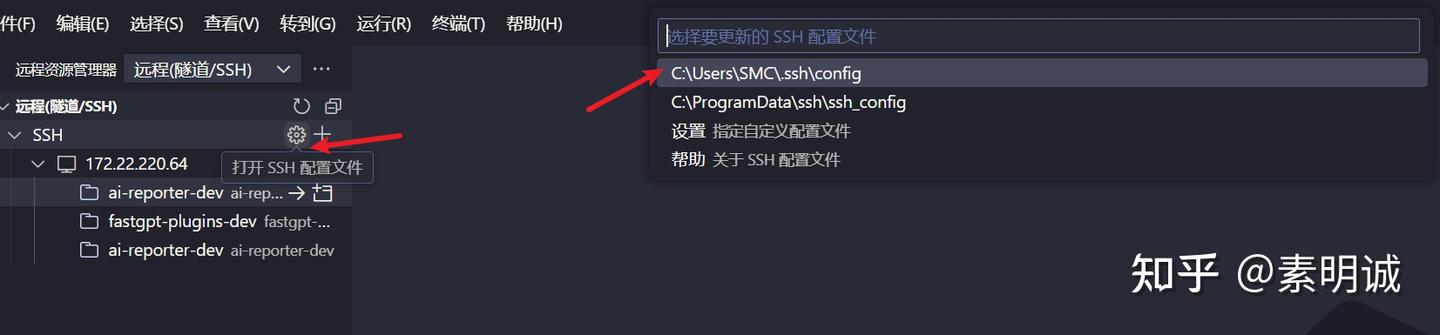 件(F) 编辑(E) 选择(S) 查看(V) 转到(G) 运行(R) 终端(T) 帮助(H)
选择要更新的 SSH 配置文件
远程资源管理器 远程(隧道/SSH)
C:\Users\SMC\.ssh\config
远程(隧道/SSH)
C:\ProgramData\ssh\ssh_config
SSH
设置 指定自定义配置文件
172.22.220.64
打开 SSH 配置文件
帮助 关于 SSH 配置文件
ai-reporter-dev ai-rep...
fastgpt-plugins-dev fastgpt-...
ai-reporter-dev ai-reporter-dev
知乎 @素明诚